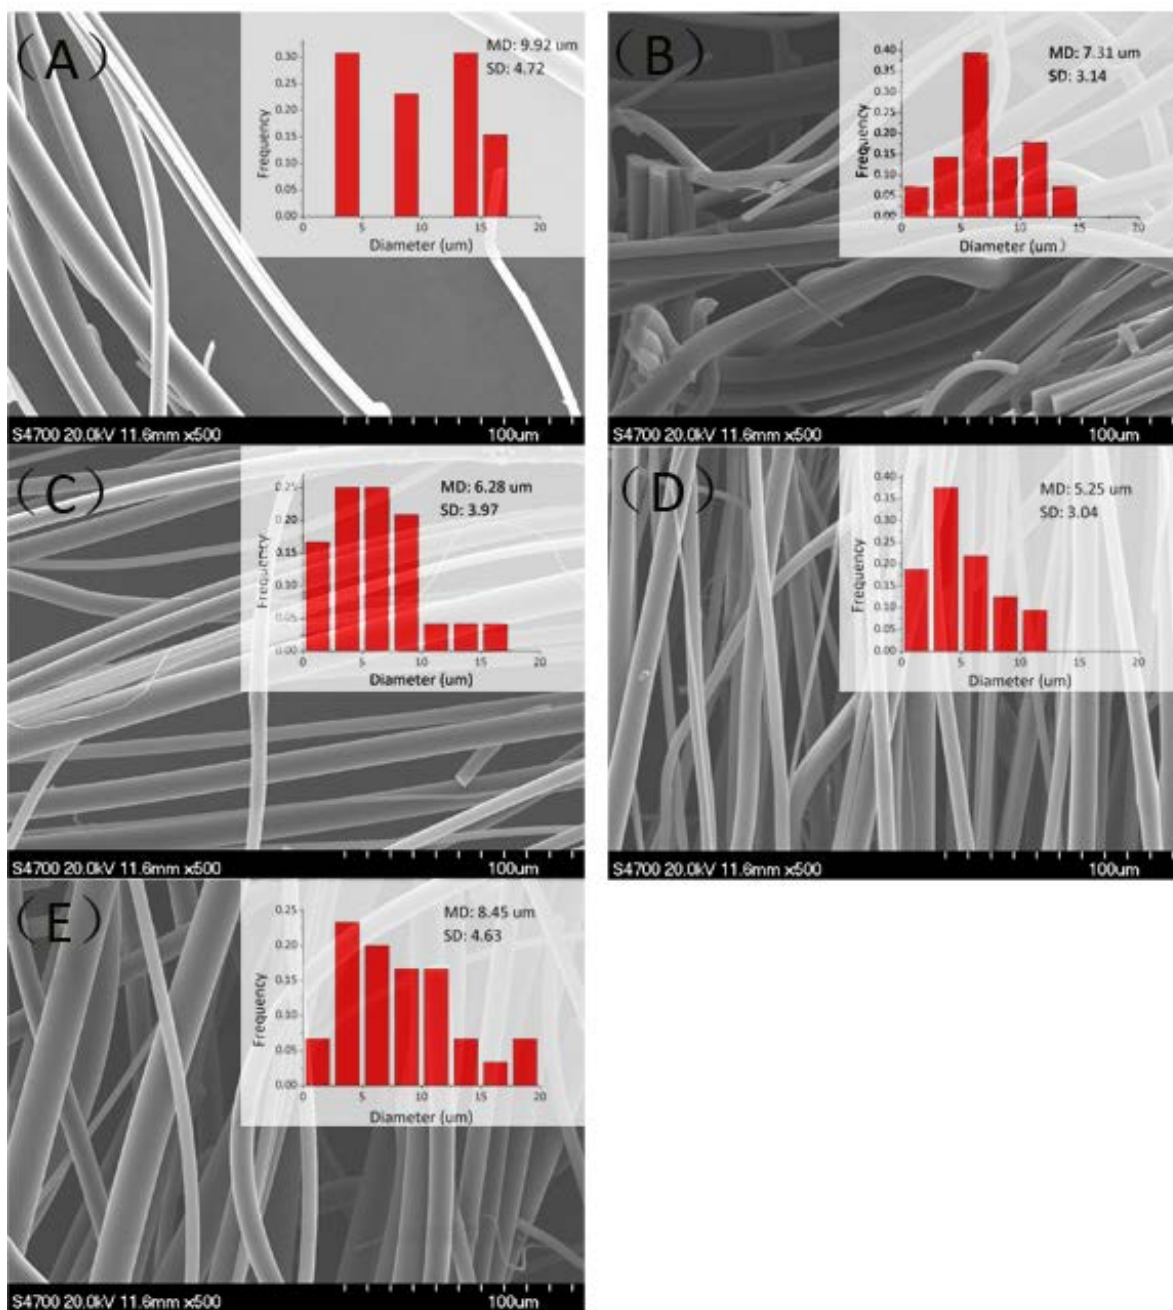 （A）
MD: 9.92 um
SD: 4.72
0.30
0.25
0.20
0.15
0.10
0.05
0.00
Frequency
0 5 10 15 20
Diameter (um)
S4700 20.0kV 11.6mm x500 100um
（B）
MD: 7.31 um
SD: 3.14
0.40
0.35
0.30
0.25
0.20
0.15
0.10
0.05
0.00
Frequency
0 5 10 15 20
Diameter (um）
S4700 20.0kV 11.6mm x500 100um
（C）
MD: 6.28 um
SD: 3.97
0.25
0.20
0.15
0.10
0.05
0.00
Frequency
0 5 10 15 20
Diameter (um)
S4700 20.0kV 11.6mm x500 100um
（D）
MD: 5.25 um
SD: 3.04
0.40
0.35
0.30
0.25
0.20
0.15
0.10
0.05
0.00
Frequency
0 5 10 15 20
Diameter (um)
S4700 20.0kV 11.6mm x500 100um
（E）
MD: 8.45 um
SD: 4.63
0.25
0.20
0.15
0.10
0.05
0.00
Frequency
0 5 10 15 20
Diameter (um)
S4700 20.0kV 11.6mm x500 100um